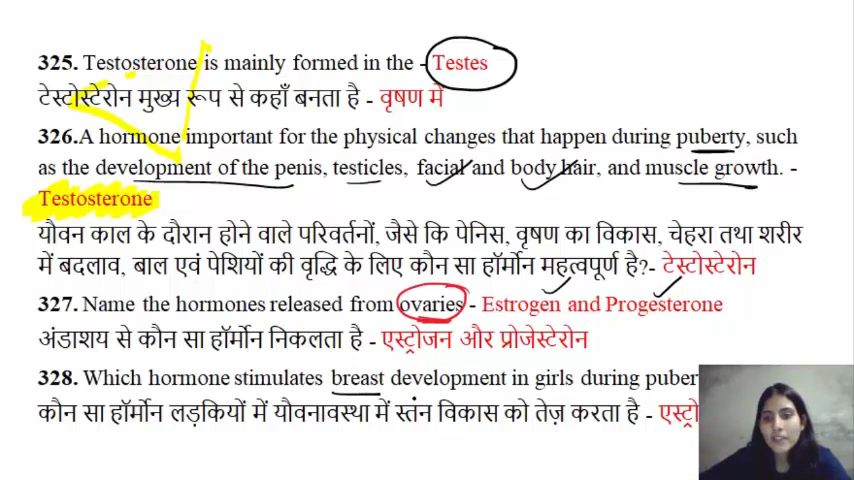 325. Testosterone is mainly formed in the - Testes
टेस्टोस्टेरोन मुख्य रूप से कहाँ बनता है - वृषण में
326.A hormone important for the physical changes that happen during puberty, such
as the development of the penis, testicles, facial and body hair, and muscle growth. -
Testosterone
यौवन काल के दौरान होने वाले परिवर्तनों, जैसे कि पेनिस, वृषण का विकास, चेहरा तथा शरीर
में बदलाव, बाल एवं पेशियों की वृद्धि के लिए कौन सा हॉर्मोन महत्वपूर्ण है?- टेस्टोस्टेरोन
327. Name the hormones released from ovaries - Estrogen and Progesterone
अंडाशय से कौन सा हॉर्मोन निकलता है - एस्ट्रोजन और प्रोजेस्टेरोन
328. Which hormone stimulates breast development in girls during puber
कौन सा हॉर्मोन लड़कियों में यौवनावस्था में स्तन विकास को तेज़ करता है - एस्ट्रो